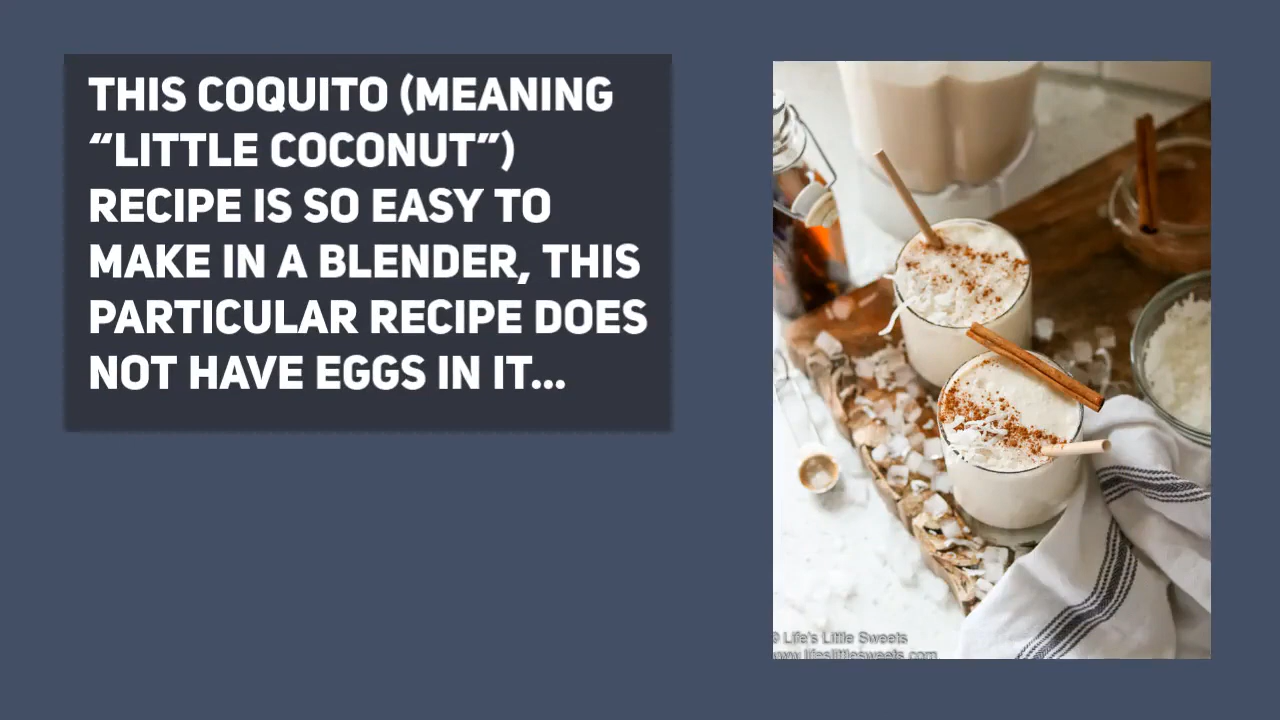 THIS COQUITO (MEANING
“LITTLE COCONUT”)
RECIPE IS SO EASY TO
MAKE IN A BLENDER, THIS
PARTICULAR RECIPE DOES
NOT HAVE EGGS IN IT...
© Life's Little Sweets
www.lifeslittlesweets.com